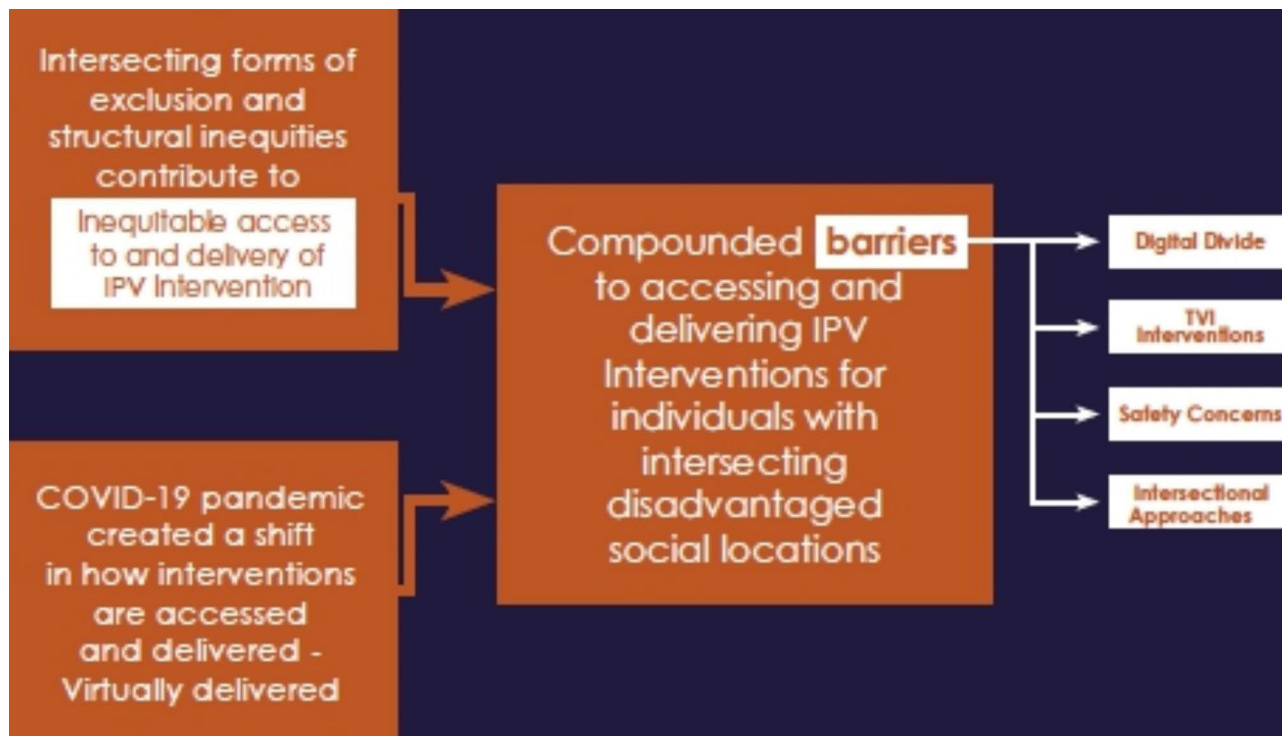 Intersecting forms of
exclusion and
structural inequities
contribute to
Inequitable access
to and delivery of
IPV Intervention
COVID-19 pandemic
created a shift
in how interventions
are accessed
and delivered -
Virtually delivered
Compounded barriers
to accessing and
delivering IPV
Interventions for
individuals with
intersecting
disadvantaged
social locations
Digital Divide
TVI
Interventions
Safety Concerns
Intersectional
Approaches